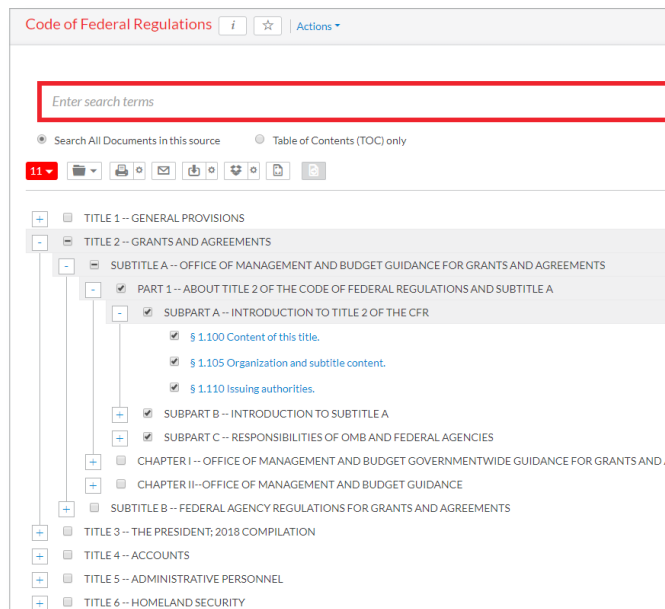 Code of Federal Regulations i Actions
Enter search terms
Search All Documents in this source Table of Contents (TOC) only
11
+ TITLE 1 -- GENERAL PROVISIONS
- TITLE 2 -- GRANTS AND AGREEMENTS
- SUBTITLE A -- OFFICE OF MANAGEMENT AND BUDGET GUIDANCE FOR GRANTS AND AGREEMENTS
- PART 1 -- ABOUT TITLE 2 OF THE CODE OF FEDERAL REGULATIONS AND SUBTITLE A
- SUBPART A -- INTRODUCTION TO TITLE 2 OF THE CFR
§ 1.100 Content of this title.
§ 1.105 Organization and subtitle content.
§ 1.110 Issuing authorities.
+ SUBPART B -- INTRODUCTION TO SUBTITLE A
+ SUBPART C -- RESPONSIBILITIES OF OMB AND FEDERAL AGENCIES
+ CHAPTER I -- OFFICE OF MANAGEMENT AND BUDGET GOVERNMENTWIDE GUIDANCE FOR GRANTS AND
+ CHAPTER II--OFFICE OF MANAGEMENT AND BUDGET GUIDANCE
+ SUBTITLE B -- FEDERAL AGENCY REGULATIONS FOR GRANTS AND AGREEMENTS
+ TITLE 3 -- THE PRESIDENT; 2018 COMPILATION
+ TITLE 4 -- ACCOUNTS
+ TITLE 5 -- ADMINISTRATIVE PERSONNEL
+ TITLE 6 -- HOMELAND SECURITY